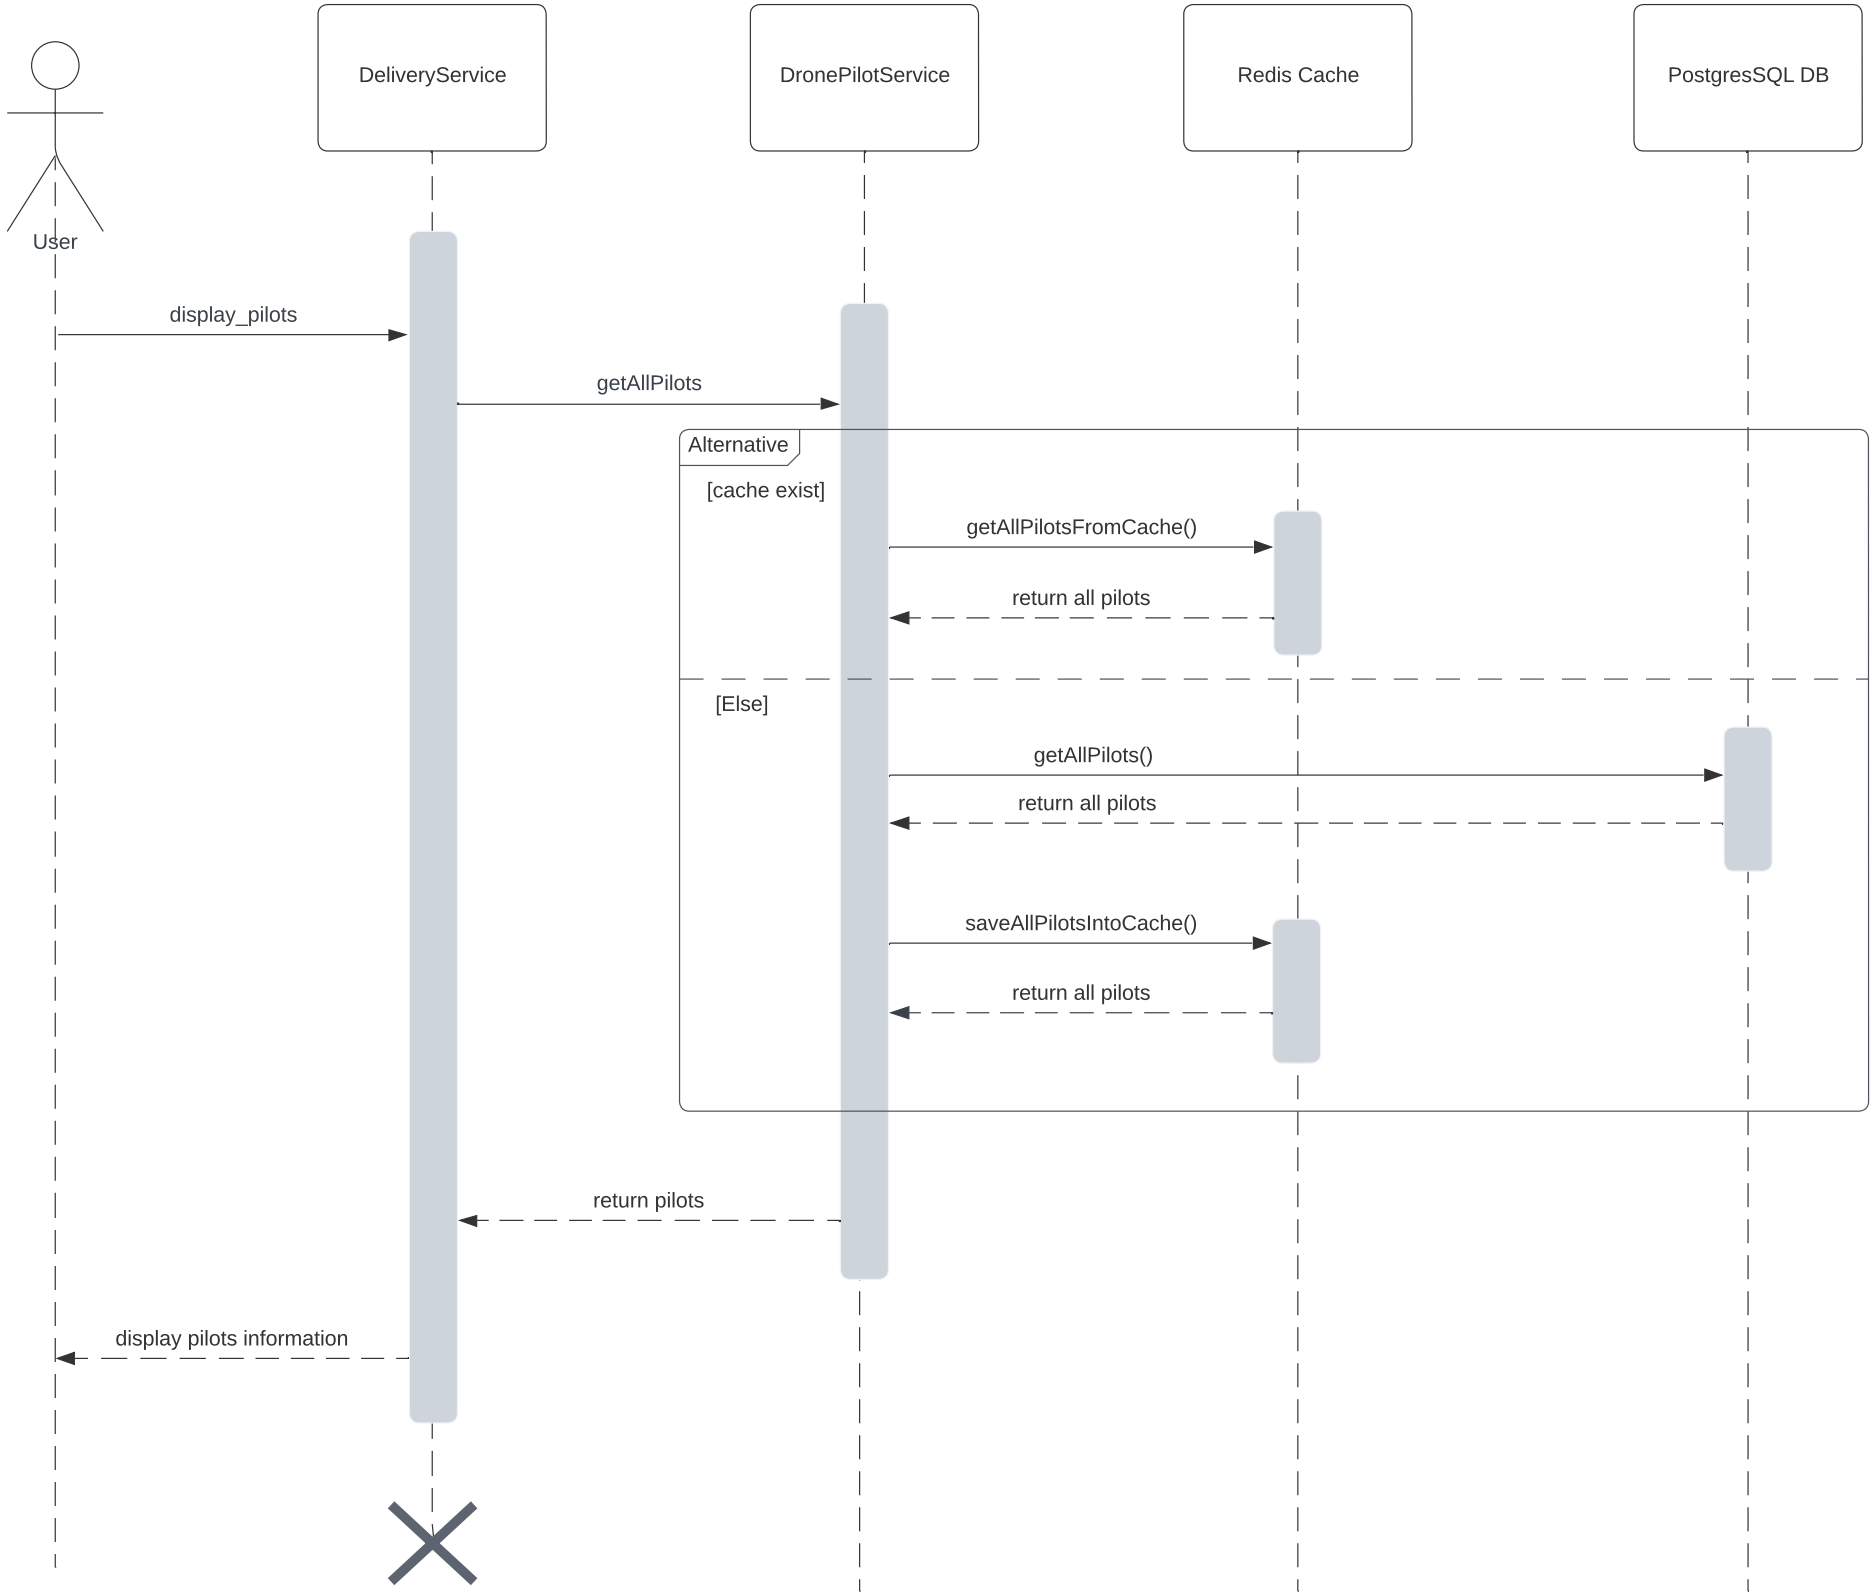 DeliveryService
DronePilotService
Redis Cache
PostgresSQL DB
User
display_pilots
getAllPilots
Alternative
[cache exist]
getAllPilotsFromCache()
return all pilots
[Else]
getAllPilots()
return all pilots
saveAllPilotsIntoCache()
return all pilots
return pilots
display pilots information